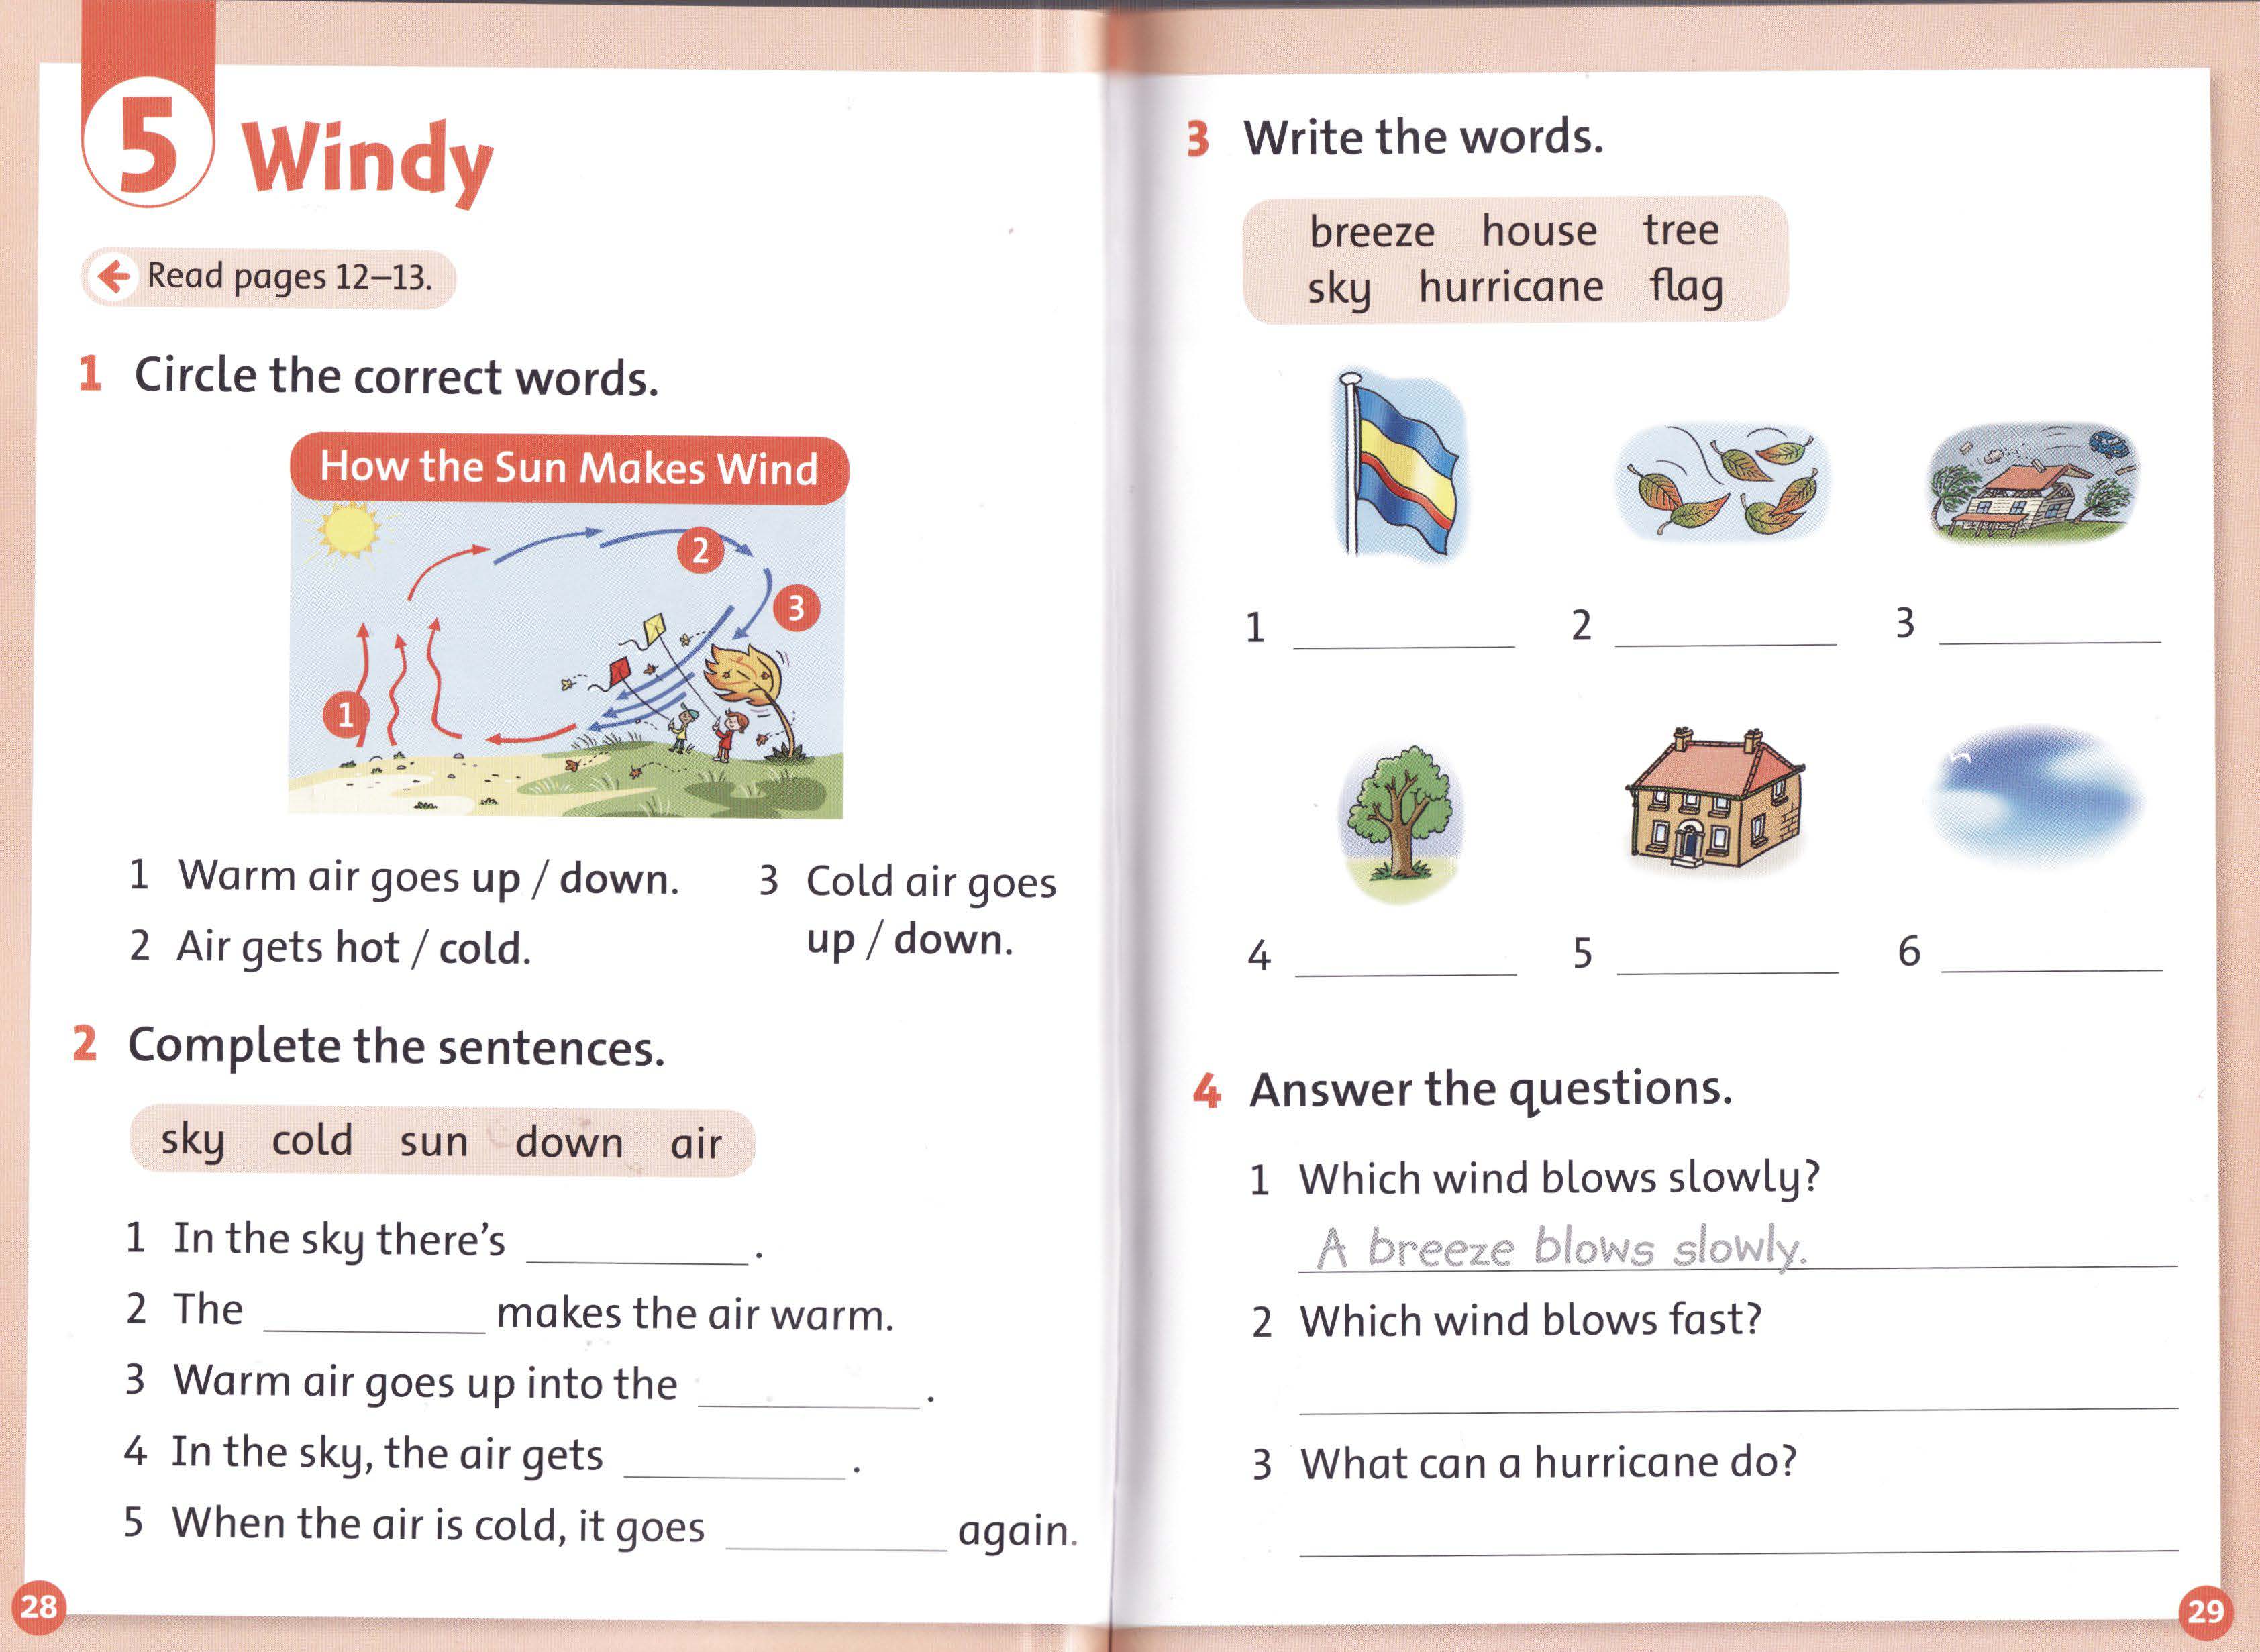 5 Windy
Read pages 12–13.
1 Circle the correct words.
How the Sun Makes Wind
2
3
1
1 Warm air goes up / down.
2 Air gets hot / cold.
3 Cold air goes
up / down.
2 Complete the sentences.
sky cold sun down air
1 In the sky there's __________ .
2 The __________ makes the air warm.
3 Warm air goes up into the __________ .
4 In the sky, the air gets __________ .
5 When the air is cold, it goes __________ again.
28
3 Write the words.
breeze house tree
sky hurricane flag
1 __________ 2 __________ 3 __________
4 __________ 5 __________ 6 __________
4 Answer the questions.
1 Which wind blows slowly?
A breeze blows slowly.
2 Which wind blows fast?
3 What can a hurricane do?
29